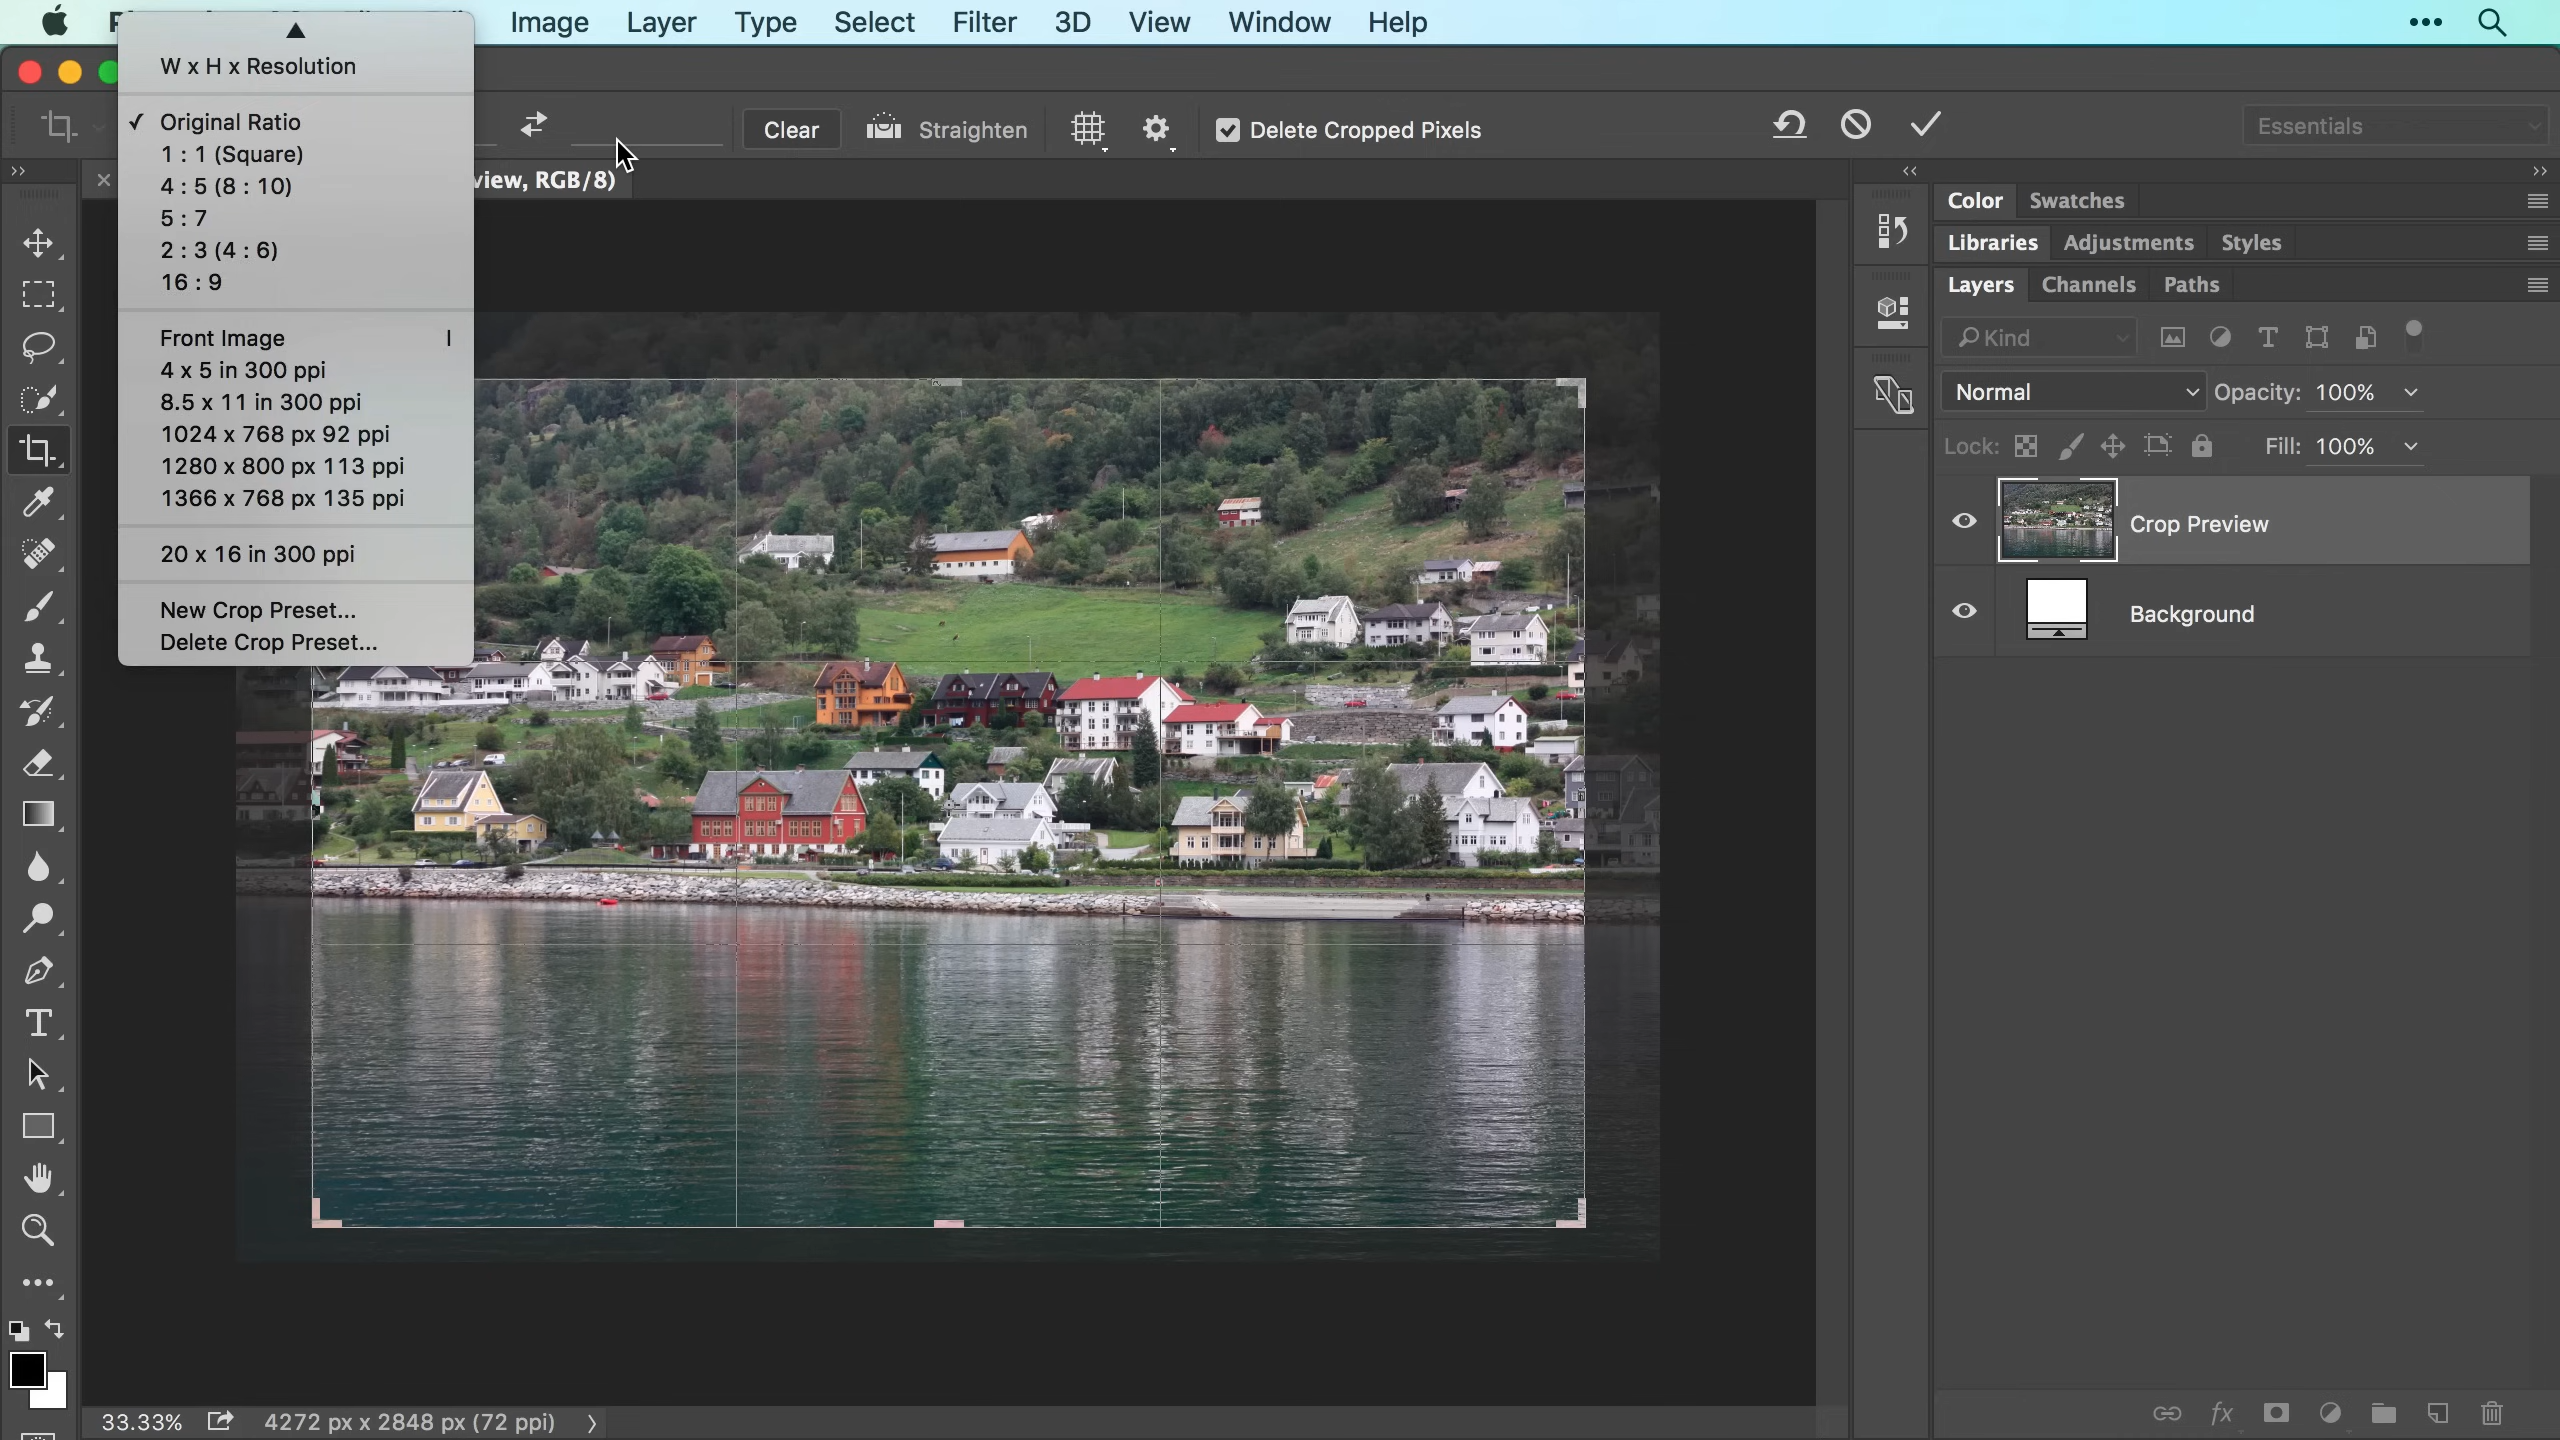 Image Layer Type Select Filter 3D View Window Help
W x H x Resolution
✓ Original Ratio
1 : 1 (Square)
4 : 5 (8 : 10)
5 : 7
2 : 3 (4 : 6)
16 : 9
Front Image I
4 x 5 in 300 ppi
8.5 x 11 in 300 ppi
1024 x 768 px 92 ppi
1280 x 800 px 113 ppi
1366 x 768 px 135 ppi
20 x 16 in 300 ppi
New Crop Preset...
Delete Crop Preset...
Clear Straighten Delete Cropped Pixels Essentials
view, RGB/8)
Color Swatches
Libraries Adjustments Styles
Layers Channels Paths
Kind
Normal Opacity: 100%
Lock: Fill: 100%
Crop Preview
Background
fx
33.33% 4272 px x 2848 px (72 ppi)